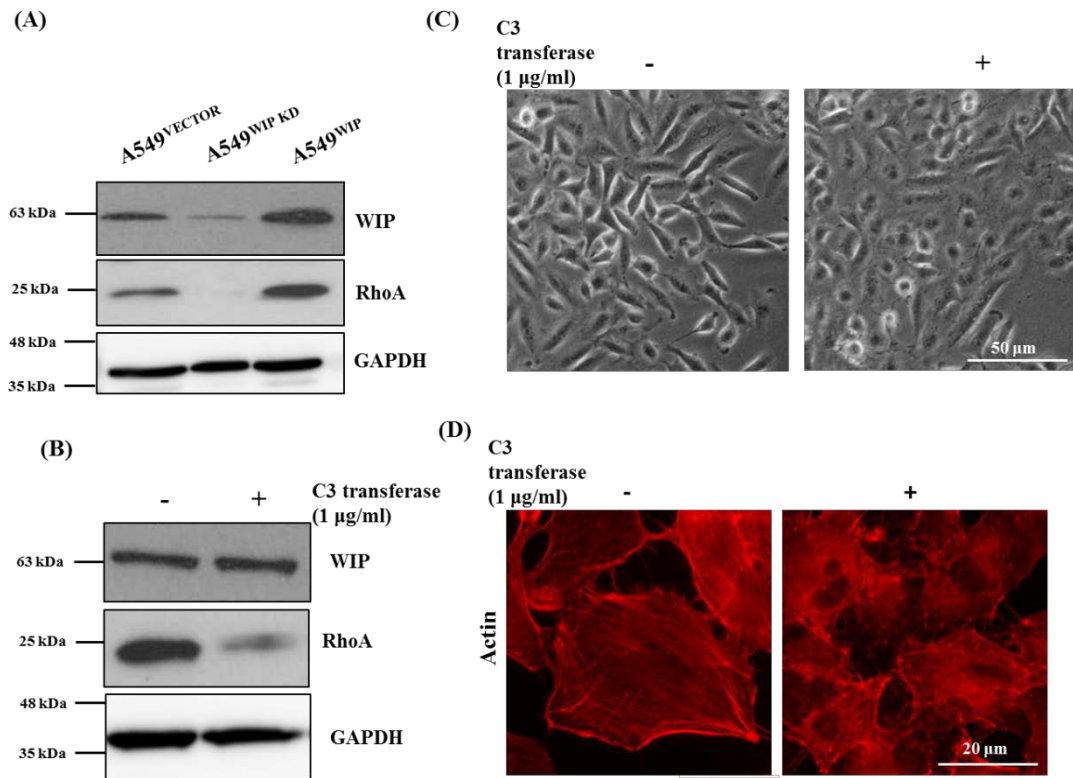 (A)
A549VECTOR
A549WIP KD
A549WIP
63 kDa
WIP
25 kDa
RhoA
48 kDa
GAPDH
35 kDa
(B)
- +
C3 transferase
(1 µg/ml)
63 kDa
WIP
25 kDa
RhoA
48 kDa
GAPDH
35 kDa
(C)
C3
transferase
(1 µg/ml)
- +
50 µm
(D)
C3
transferase
(1 µg/ml)
- +
Actin
20 µm